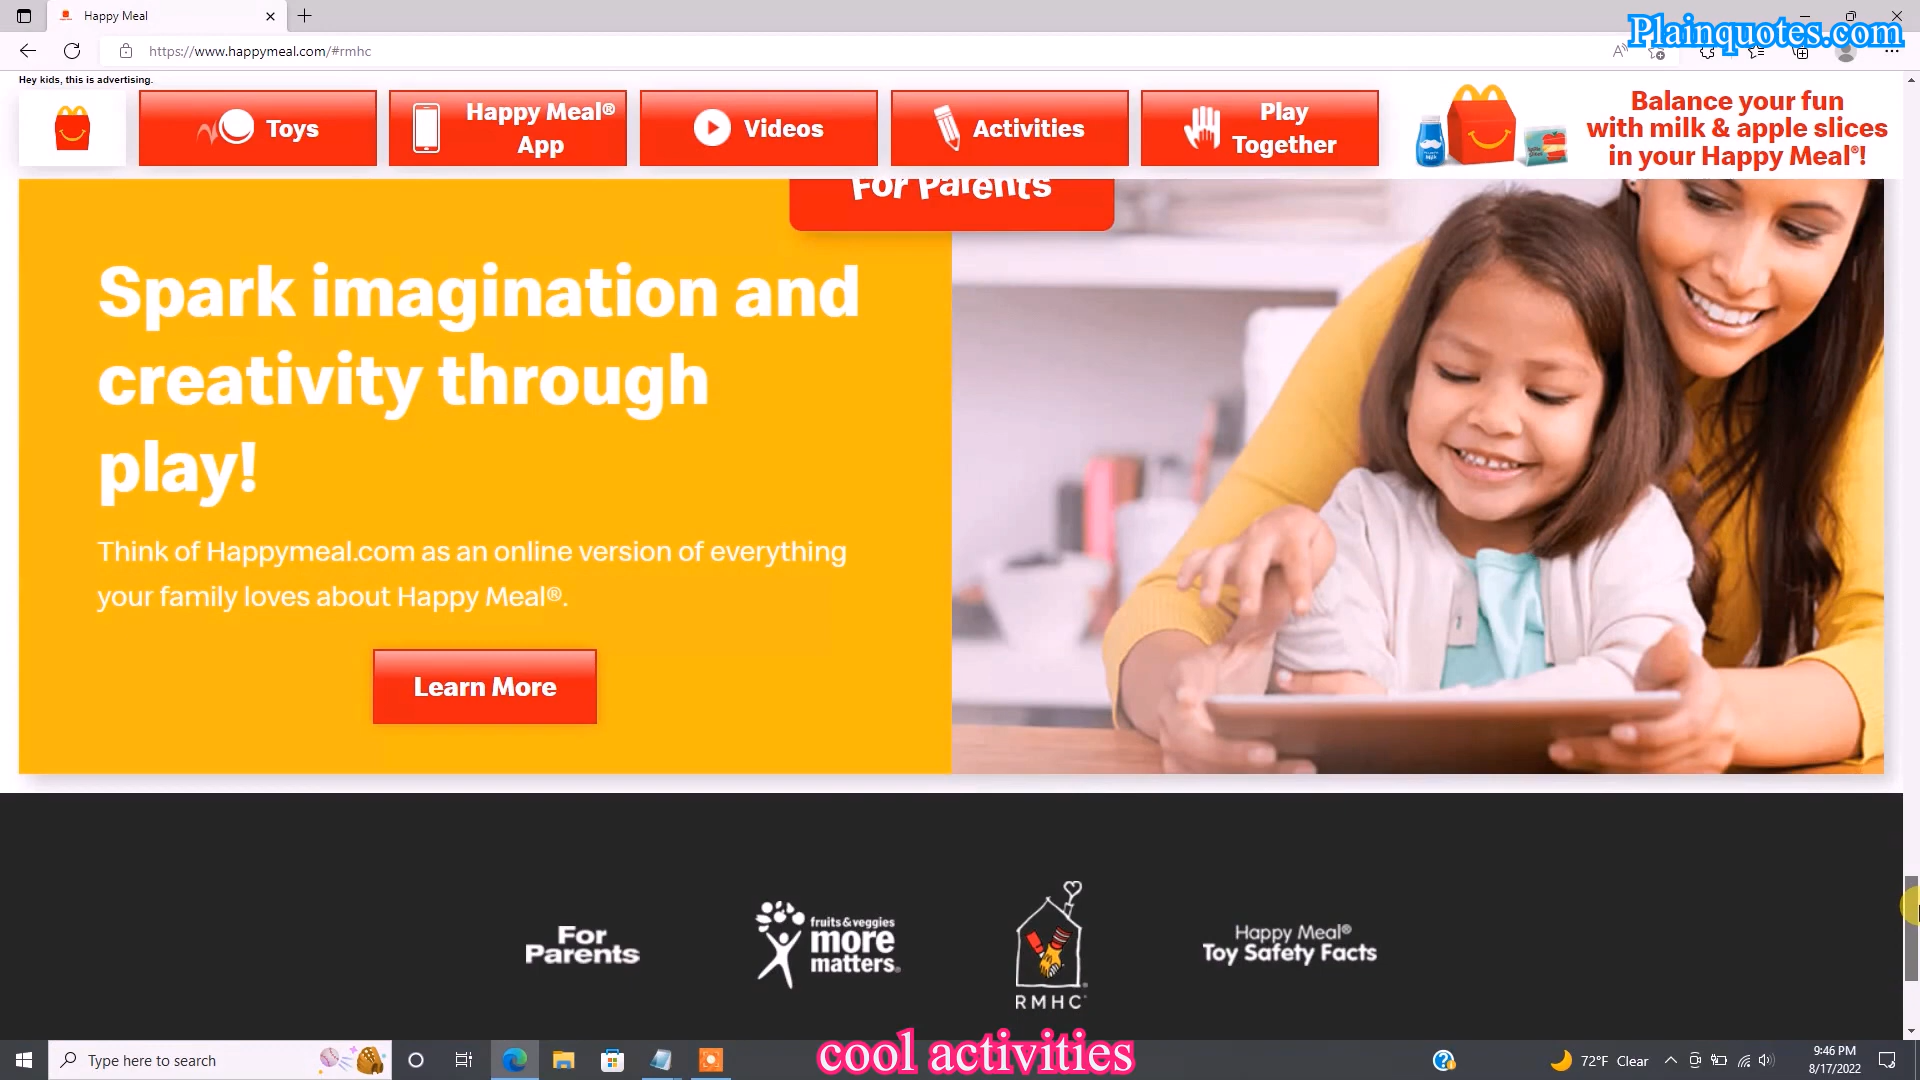 Happy Meal
Plainquotes.com
https://www.happymeal.com/#rmhc
Hey kids, this is advertising.
Toys
Happy Meal®
App
Videos
Activities
Play
Together
Balance your fun
with milk & apple slices
in your Happy Meal®!
For Parents
Spark imagination and
creativity through
play!
Think of Happymeal.com as an online version of everything
your family loves about Happy Meal®.
Learn More
For
Parents
fruits & veggies
more
matters®
RMHC®
Happy Meal®
Toy Safety Facts
cool activities
Type here to search
72°F Clear
9:46 PM
8/17/2022